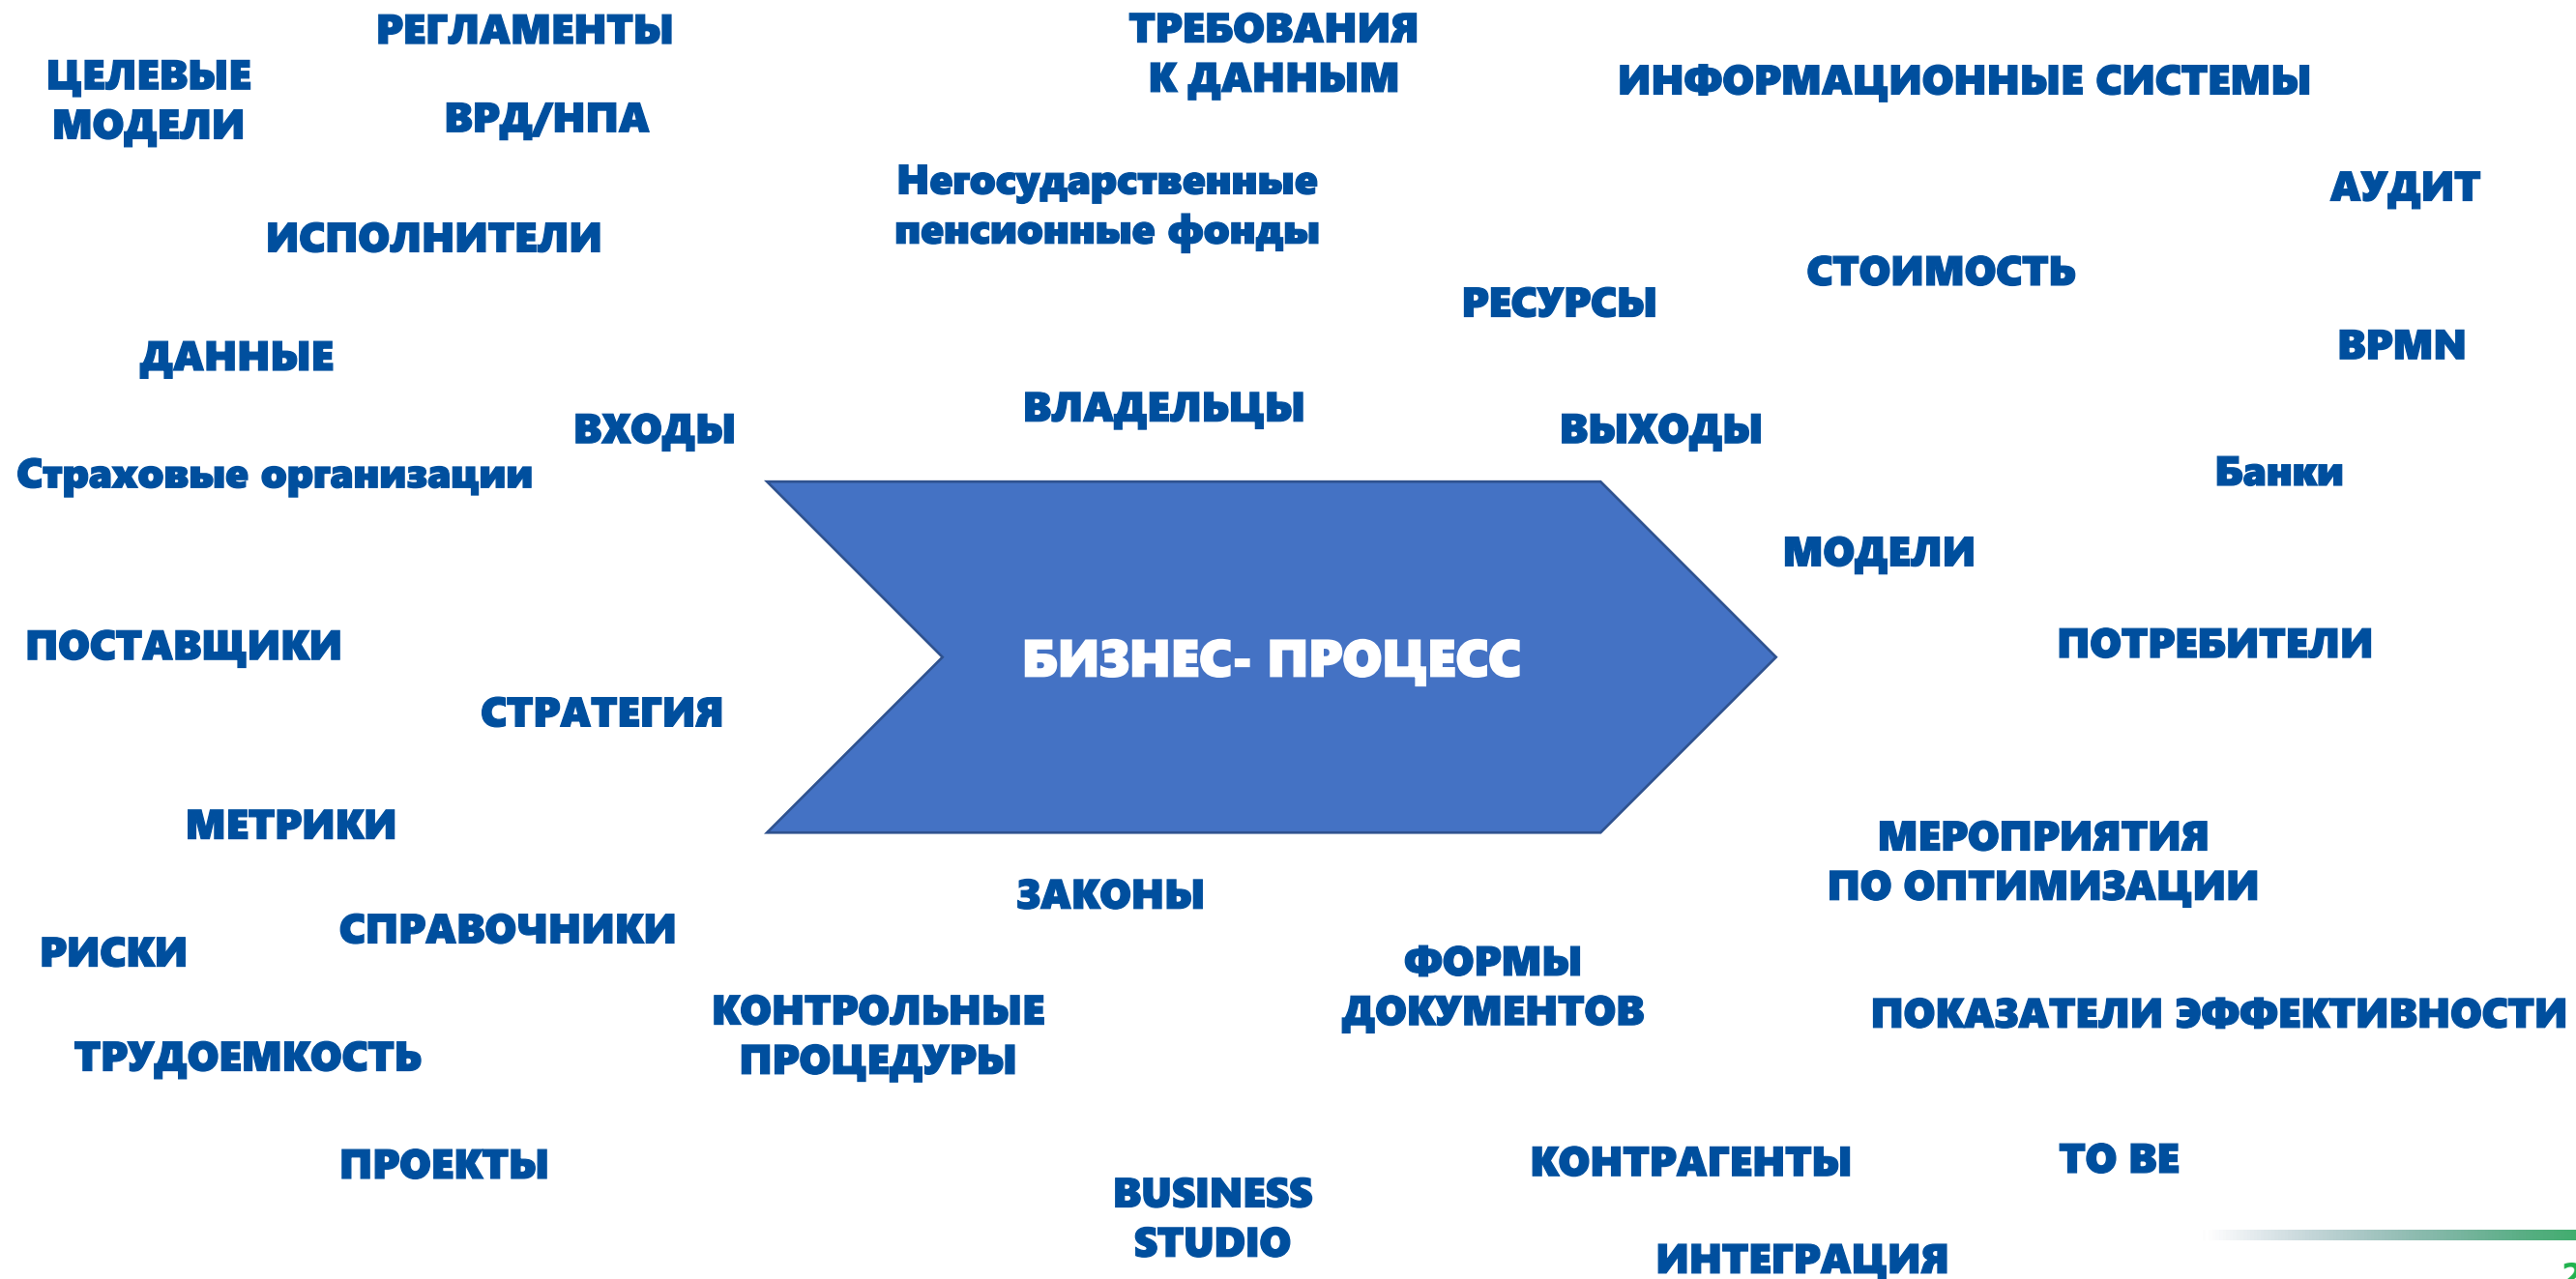 РЕГЛАМЕНТЫ
ТРЕБОВАНИЯ
К ДАННЫМ
ЦЕЛЕВЫЕ
МОДЕЛИ
ИНФОРМАЦИОННЫЕ СИСТЕМЫ
ВРД/НПА
Негосударственные
пенсионные фонды
АУДИТ
ИСПОЛНИТЕЛИ
СТОИМОСТЬ
РЕСУРСЫ
ДАННЫЕ
BPMN
ВЛАДЕЛЬЦЫ
ВХОДЫ
ВЫХОДЫ
Страховые организации
Банки
МОДЕЛИ
ПОСТАВЩИКИ
БИЗНЕС- ПРОЦЕСС
ПОТРЕБИТЕЛИ
СТРАТЕГИЯ
МЕТРИКИ
МЕРОПРИЯТИЯ
ПО ОПТИМИЗАЦИИ
ЗАКОНЫ
СПРАВОЧНИКИ
РИСКИ
ФОРМЫ
ДОКУМЕНТОВ
КОНТРОЛЬНЫЕ
ПРОЦЕДУРЫ
ПОКАЗАТЕЛИ ЭФФЕКТИВНОСТИ
ТРУДОЕМКОСТЬ
ПРОЕКТЫ
КОНТРАГЕНТЫ
TO BE
BUSINESS
STUDIO
ИНТЕГРАЦИЯ